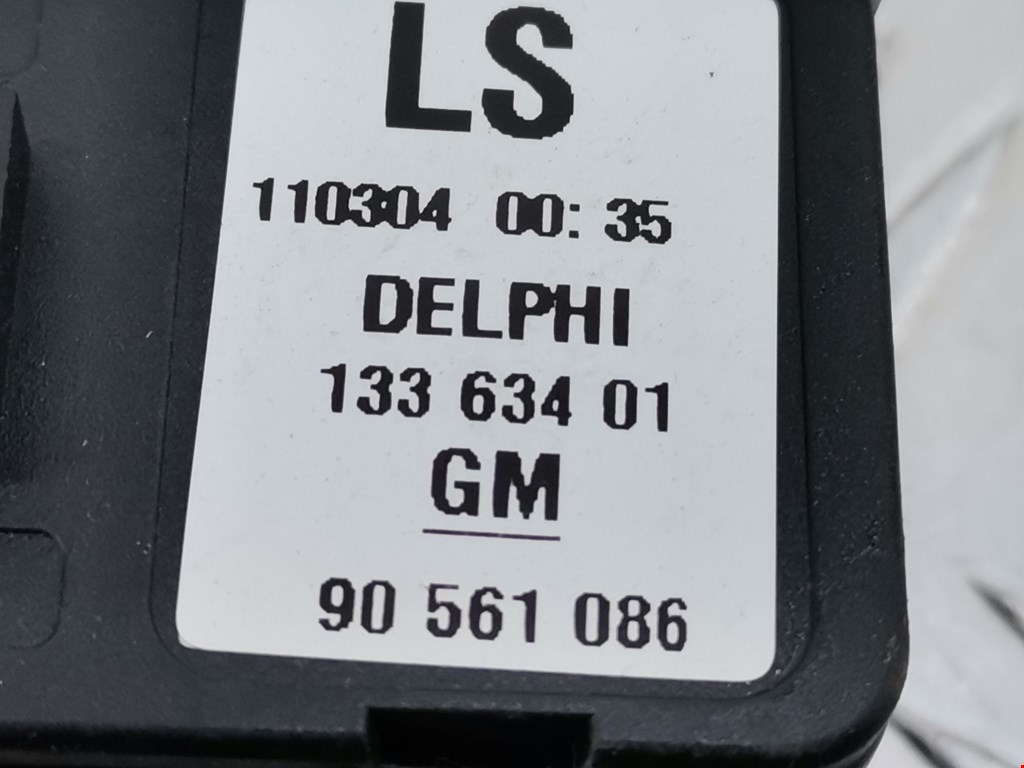 LS
110304 00: 35
DELPHI
133 634 01
GM
90 561 086